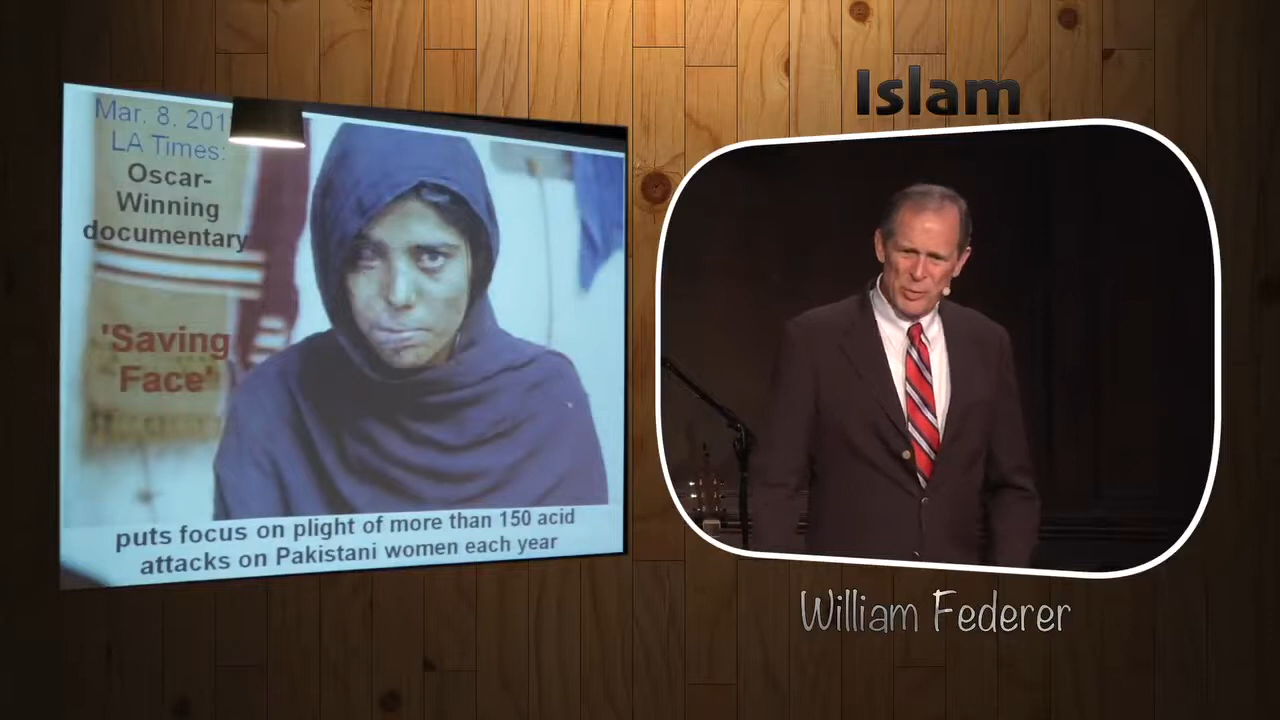 Mar. 8. 201
LA Times:
Oscar-
Winning
documentary
'Saving
Face'
puts focus on plight of more than 150 acid
attacks on Pakistani women each year
Islam
William Federer